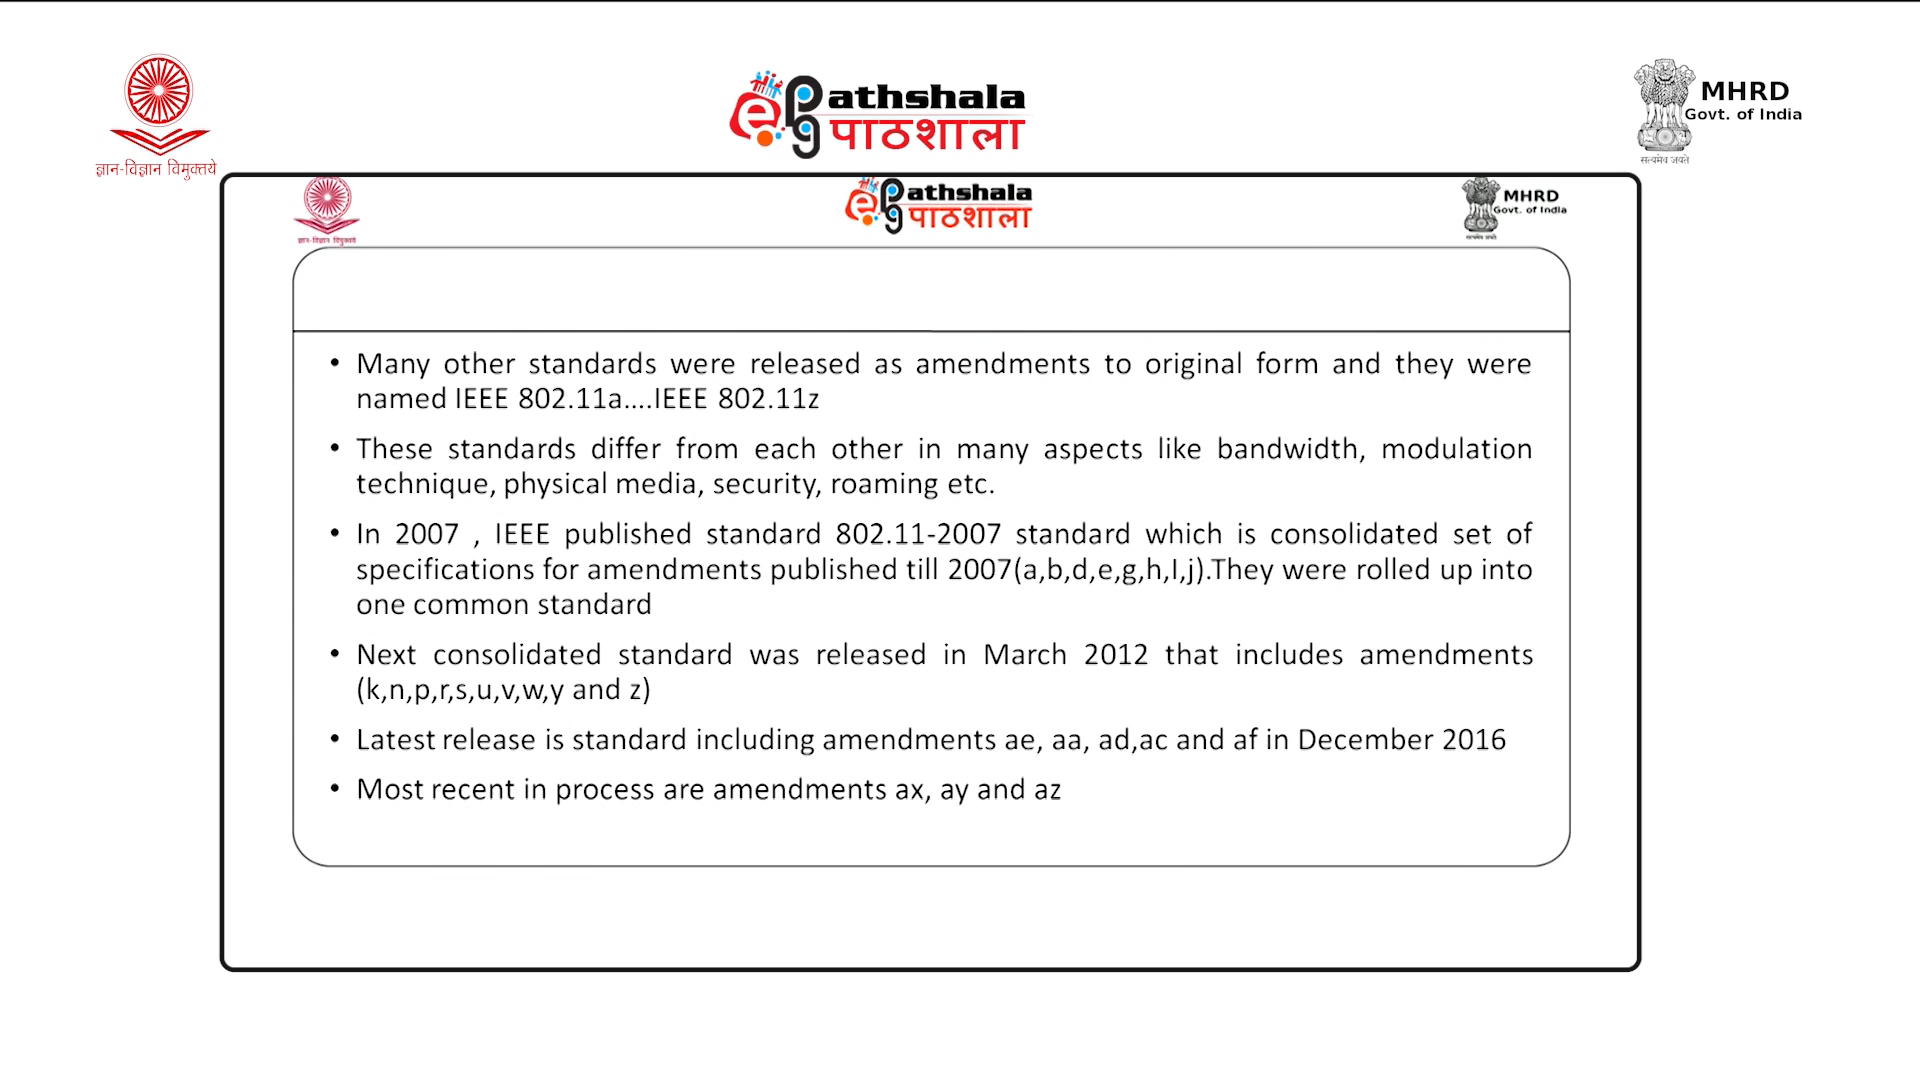 athshala
पाठशाला
MHRD
Govt. of India
सत्यमेव जयते
ज्ञान-विज्ञान विमुक्तये
athshala
पाठशाला
MHRD
Govt. of India
सत्यमेव जयते
ज्ञान-विज्ञान विमुक्तये
• Many other standards were released as amendments to original form and they were
named IEEE 802.11a....IEEE 802.11z
• These standards differ from each other in many aspects like bandwidth, modulation
technique, physical media, security, roaming etc.
• In 2007 , IEEE published standard 802.11-2007 standard which is consolidated set of
specifications for amendments published till 2007(a,b,d,e,g,h,I,j).They were rolled up into
one common standard
• Next consolidated standard was released in March 2012 that includes amendments
(k,n,p,r,s,u,v,w,y and z)
• Latest release is standard including amendments ae, aa, ad,ac and af in December 2016
• Most recent in process are amendments ax, ay and az